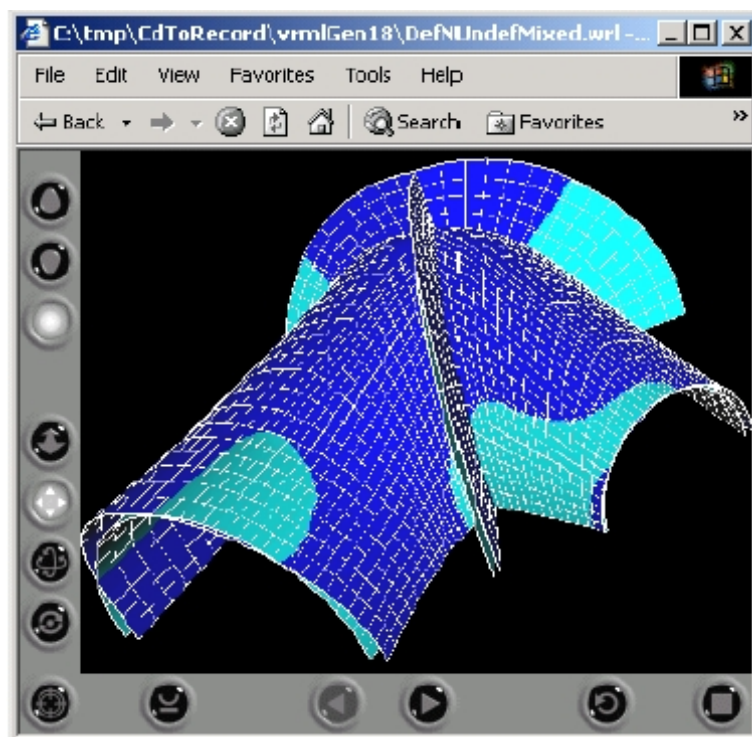 C:\tmp\CdToRecord\vrmlGen18\DefNUndefMixed.wrl -...
File Edit View Favorites Tools Help
Back Search Favorites »